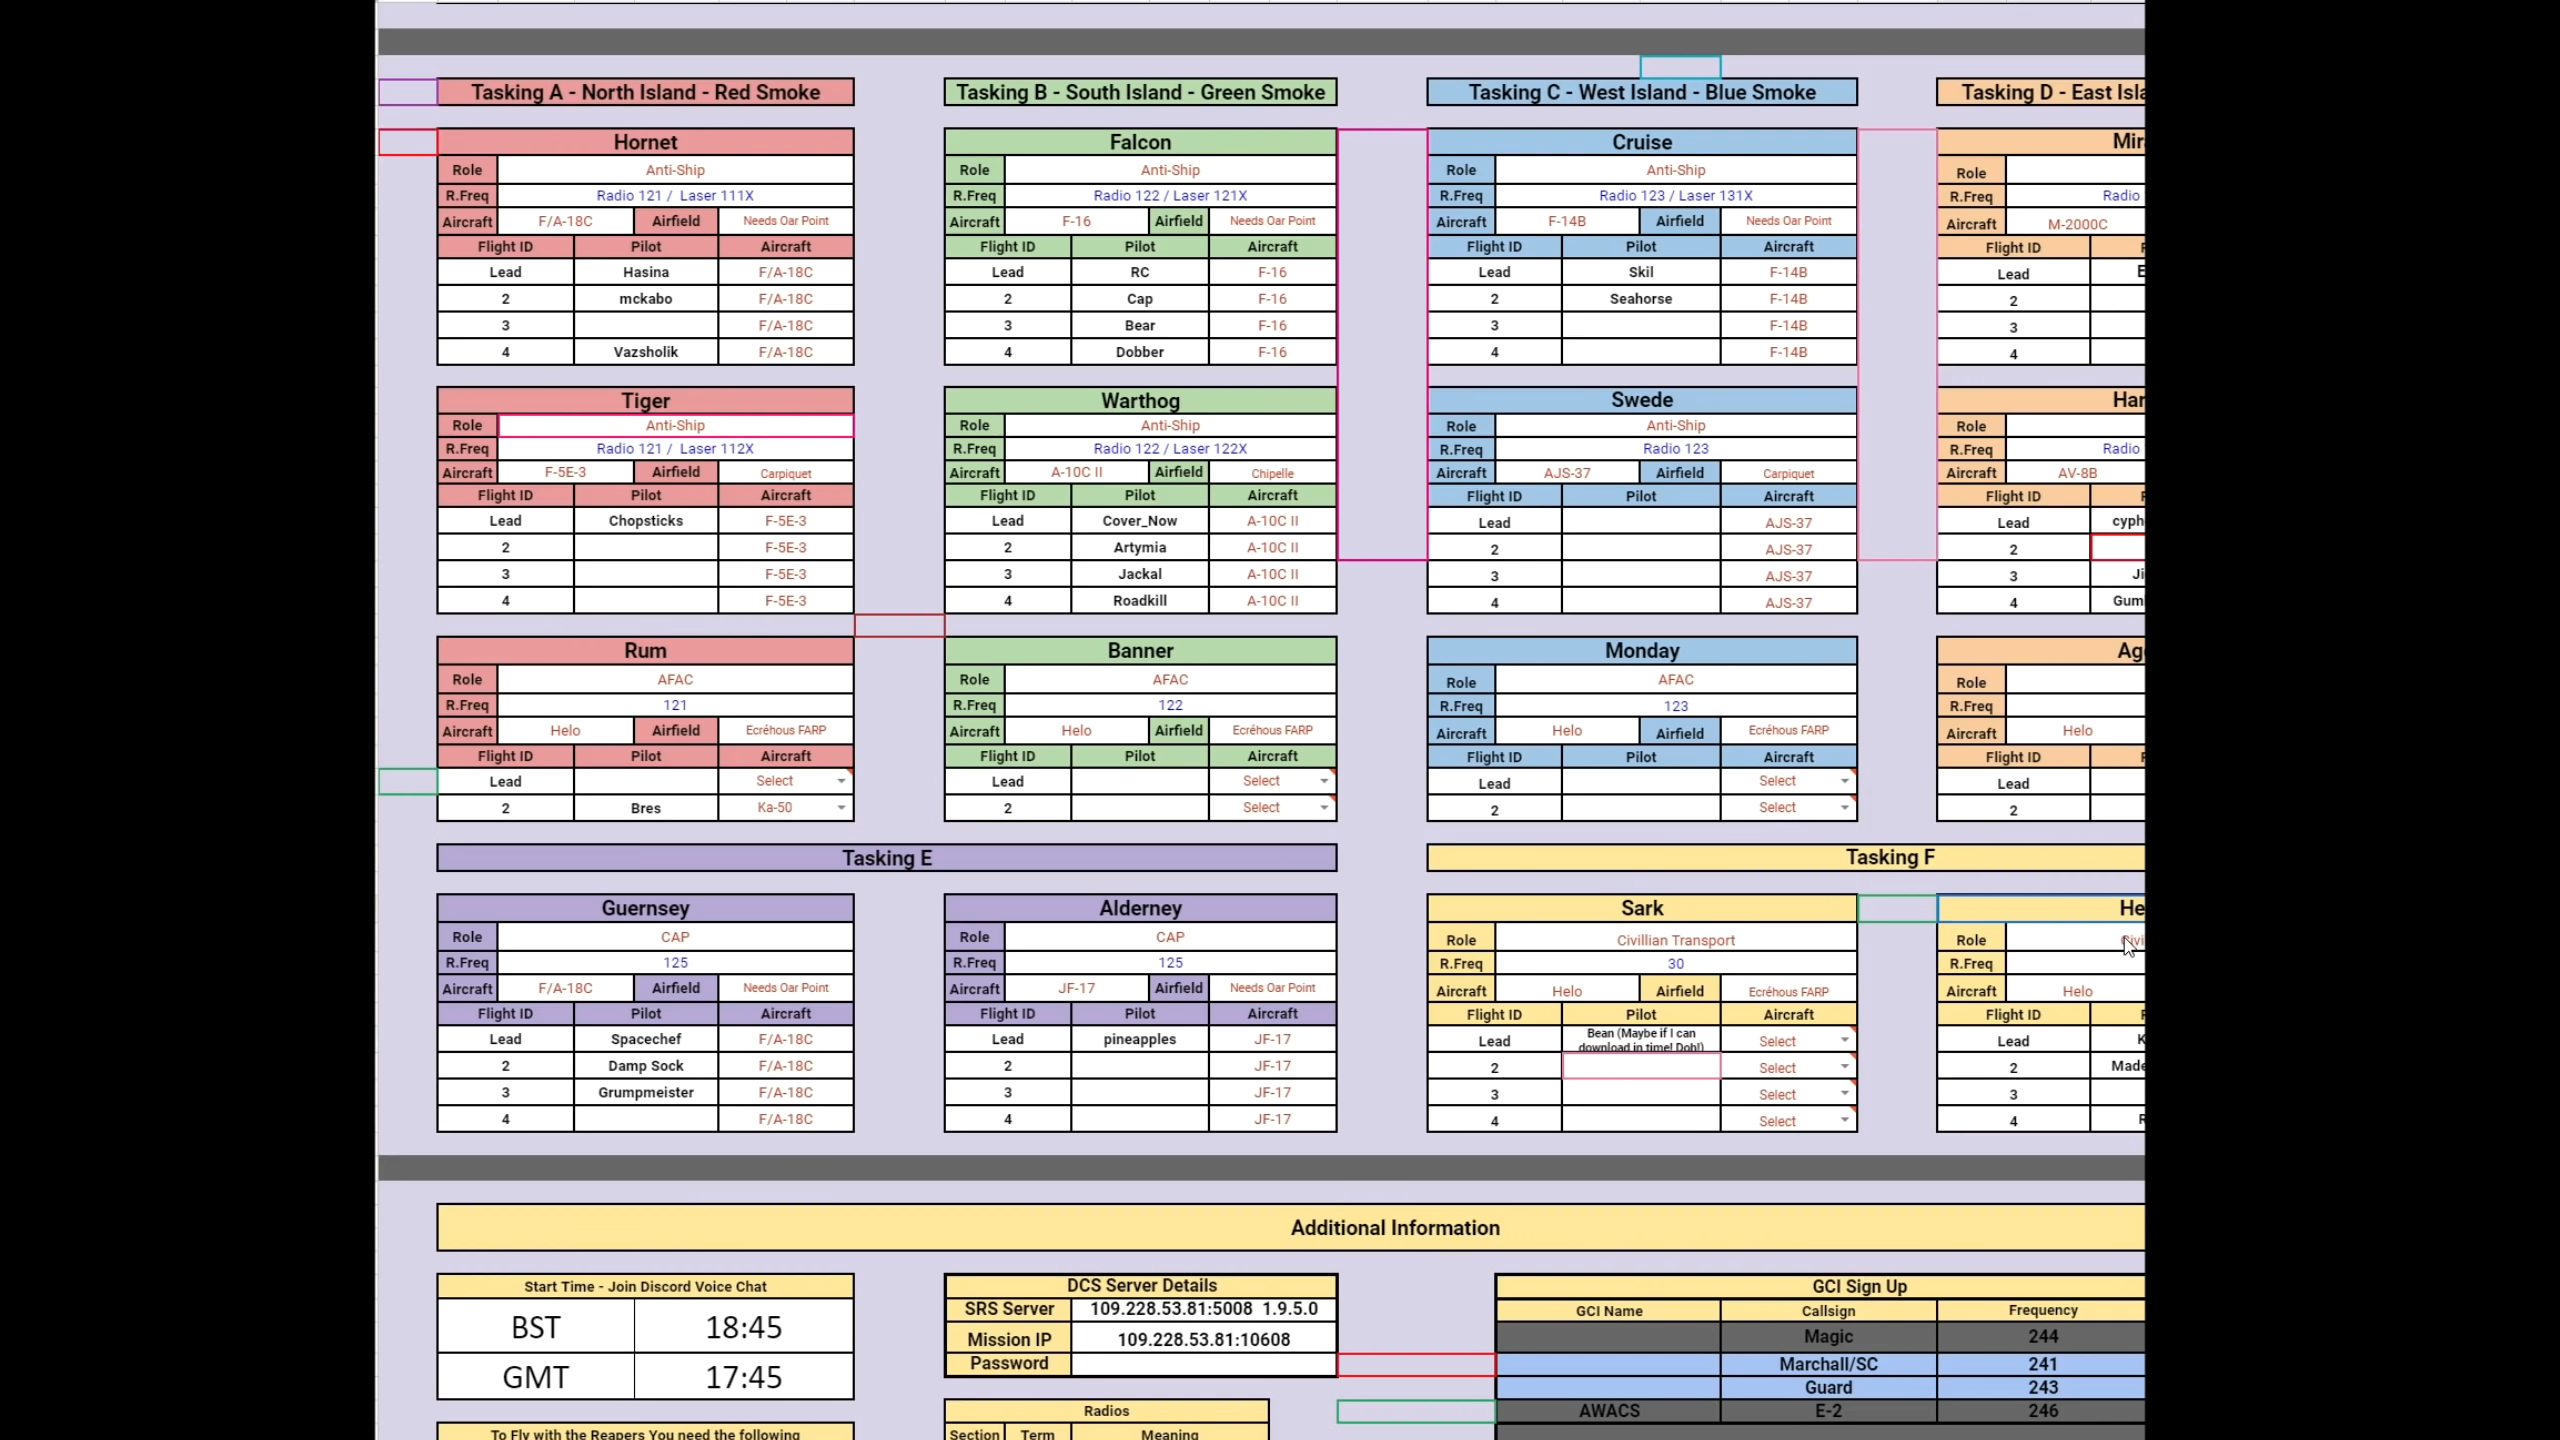 Tasking A - North Island - Red Smoke
Hornet
Role Anti-Ship
R.Freq Radio 121 / Laser 111X
Aircraft F/A-18C Airfield Needs Oar Point
Flight ID Pilot Aircraft
Lead Hasina F/A-18C
2 mckabo F/A-18C
3 F/A-18C
4 Vazsholik F/A-18C
Tiger
Role Anti-Ship
R.Freq Radio 121 / Laser 112X
Aircraft F-5E-3 Airfield Carpiquet
Flight ID Pilot Aircraft
Lead Chopsticks F-5E-3
2 F-5E-3
3 F-5E-3
4 F-5E-3
Rum
Role AFAC
R.Freq 121
Aircraft Helo Airfield Ecréhous FARP
Flight ID Pilot Aircraft
Lead Select
2 Bres Ka-50
Tasking B - South Island - Green Smoke
Falcon
Role Anti-Ship
R.Freq Radio 122 / Laser 121X
Aircraft F-16 Airfield Needs Oar Point
Flight ID Pilot Aircraft
Lead RC F-16
2 Cap F-16
3 Bear F-16
4 Dobber F-16
Warthog
Role Anti-Ship
R.Freq Radio 122 / Laser 122X
Aircraft A-10C II Airfield Chipelle
Flight ID Pilot Aircraft
Lead Cover_Now A-10C II
2 Artymia A-10C II
3 Jackal A-10C II
4 Roadkill A-10C II
Banner
Role AFAC
R.Freq 122
Aircraft Helo Airfield Ecréhous FARP
Flight ID Pilot Aircraft
Lead Select
2 Select
Tasking C - West Island - Blue Smoke
Cruise
Role Anti-Ship
R.Freq Radio 123 / Laser 131X
Aircraft F-14B Airfield Needs Oar Point
Flight ID Pilot Aircraft
Lead Skil F-14B
2 Seahorse F-14B
3 F-14B
4 F-14B
Swede
Role Anti-Ship
R.Freq Radio 123
Aircraft AJS-37 Airfield Carpiquet
Flight ID Pilot Aircraft
Lead AJS-37
2 AJS-37
3 AJS-37
4 AJS-37
Monday
Role AFAC
R.Freq 123
Aircraft Helo Airfield Ecréhous FARP
Flight ID Pilot Aircraft
Lead Select
2 Select
Tasking D - East
Role
R.Freq Radio
Aircraft M-2000C
Flight ID
Lead
2
3
4
Role
R.Freq Radio
Aircraft AV-8B
Flight ID
Lead
2
3
4
Role
R.Freq
Aircraft Helo
Flight ID
Lead
2
Tasking E
Guernsey
Role CAP
R.Freq 125
Aircraft F/A-18C Airfield Needs Oar Point
Flight ID Pilot Aircraft
Lead Spacechef F/A-18C
2 Damp Sock F/A-18C
3 Grumpmeister F/A-18C
4 F/A-18C
Alderney
Role CAP
R.Freq 125
Aircraft JF-17 Airfield Needs Oar Point
Flight ID Pilot Aircraft
Lead pineapples JF-17
2 JF-17
3 JF-17
4 JF-17
Tasking F
Sark
Role Civillian Transport
R.Freq 30
Aircraft Helo Airfield Ecréhous FARP
Flight ID Pilot Aircraft
Lead Bean (Maybe if I can download in time! Doh!) Select
2 Select
3 Select
4 Select
Role
R.Freq
Aircraft Helo
Flight ID
Lead
2
3
4
Additional Information
Start Time - Join Discord Voice Chat
BST 18:45
GMT 17:45
To Fly with the Reapers You need the following
DCS Server Details
SRS Server 109.228.53.81:5008 1.9.5.0
Mission IP 109.228.53.81:10608
Password
Radios
Section Term Meaning
GCI Sign Up
GCI Name Callsign Frequency
Magic 244
Marchall/SC 241
Guard 243
AWACS E-2 246